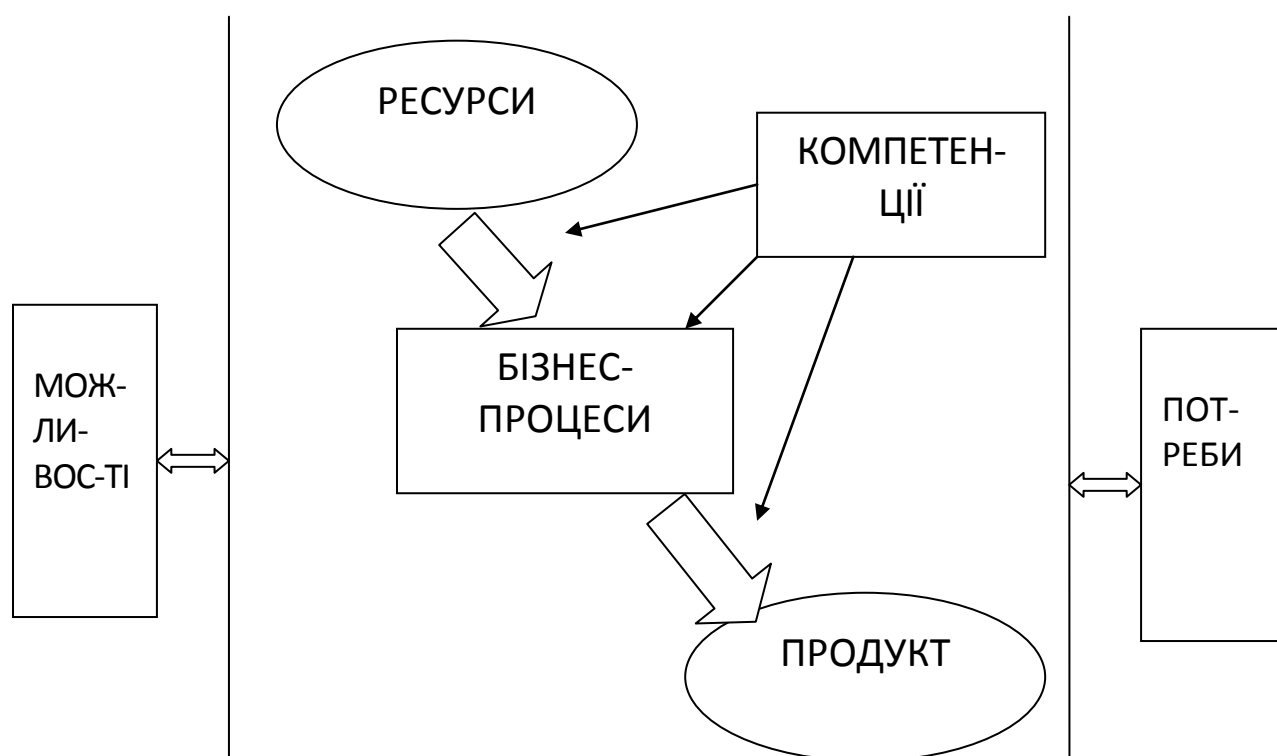 РЕСУРСИ
КОМПЕТЕН-
ЦІЇ
БІЗНЕС-
ПРОЦЕСИ
МОЖ-
ЛИ-
ВОС-ТІ
ПОТ-
РЕБИ
ПРОДУКТ